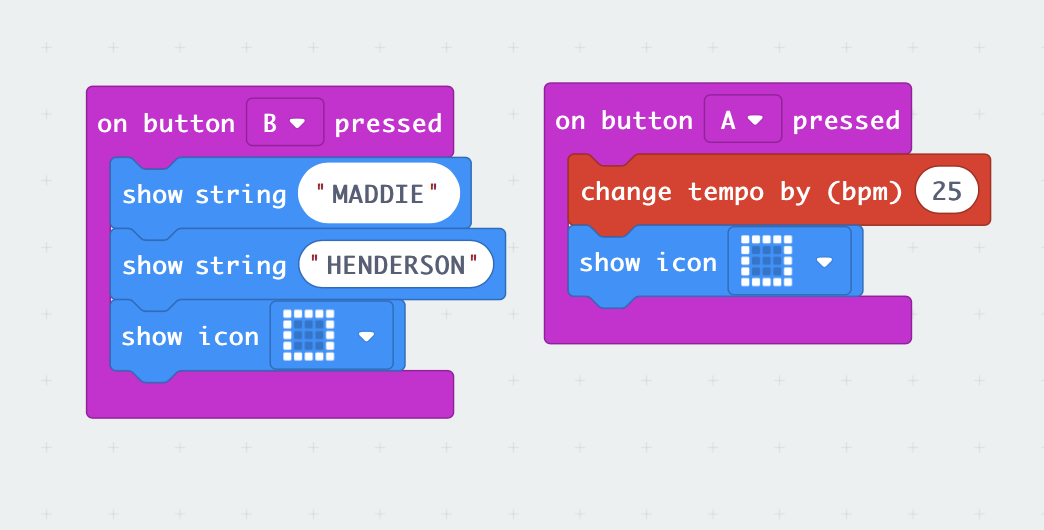 on button B pressed
show string "MADDIE"
show string "HENDERSON"
show icon
on button A pressed
change tempo by (bpm) 25
show icon